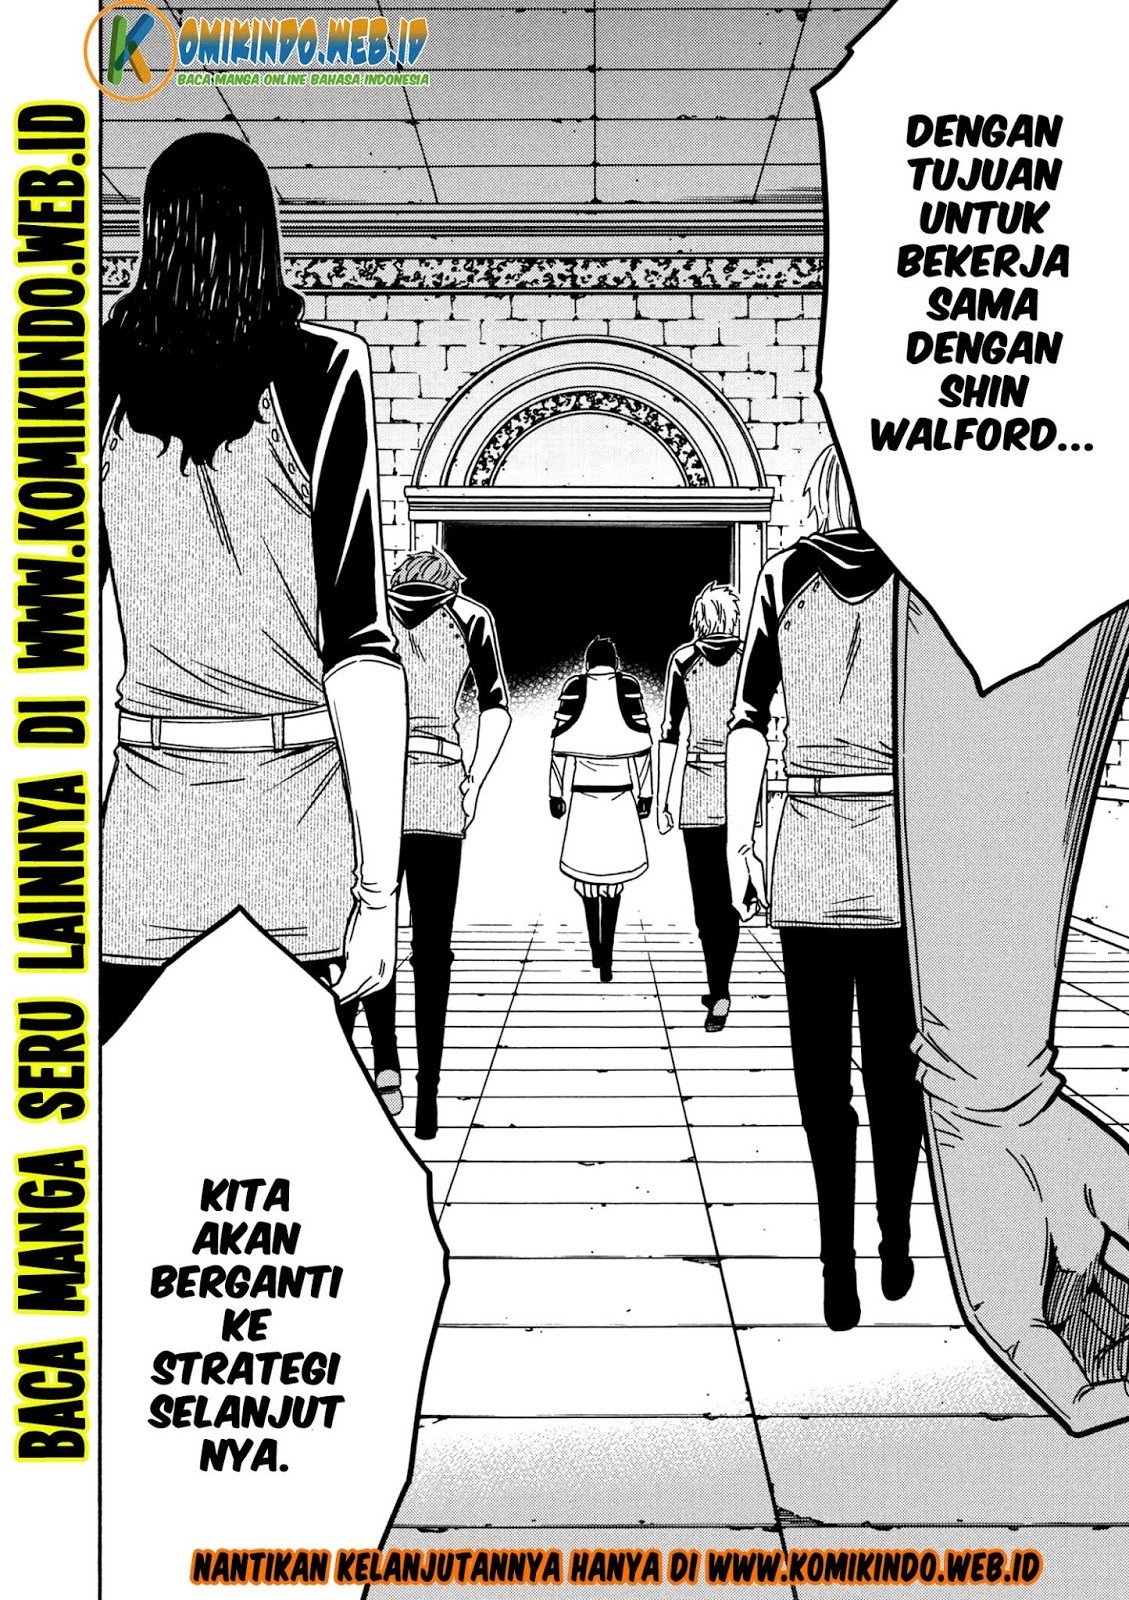 KOMIKINDO.WEB.ID
BACA MANGA ONLINE BAHASA INDONESIA
BACA MANGA SERU LAINNYA DI WWW.KOMIKINDO.WEB.ID
DENGAN
TUJUAN
UNTUK
BEKERJA
SAMA
DENGAN
SHIN
WALFORD...
KITA
AKAN
BERGANTI
KE
STRATEGI
SELANJUT
NYA.
NANTIKAN KELANJUTANNYA HANYA DI WWW.KOMIKINDO.WEB.ID